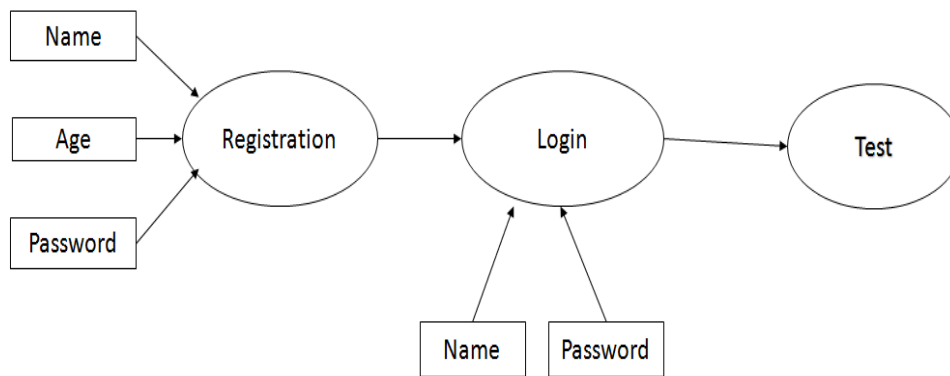 Name
Age
Registration
Login
Test
Password
Name
Password